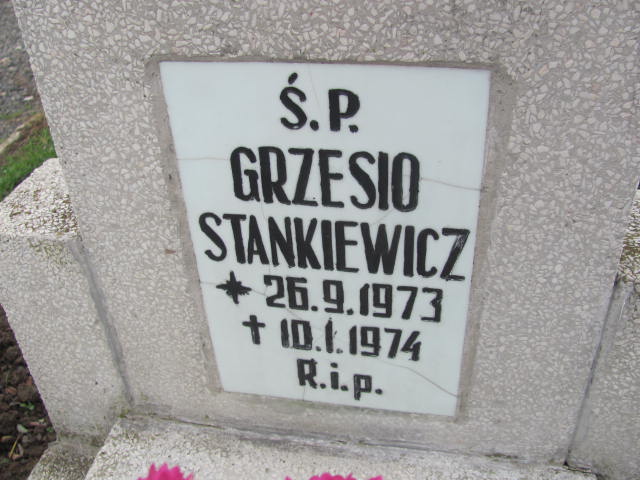 Ś.P.
GRZESIO
STANKIEWICZ
* 26.9.1973
† 10.1.1974
R.i.p.